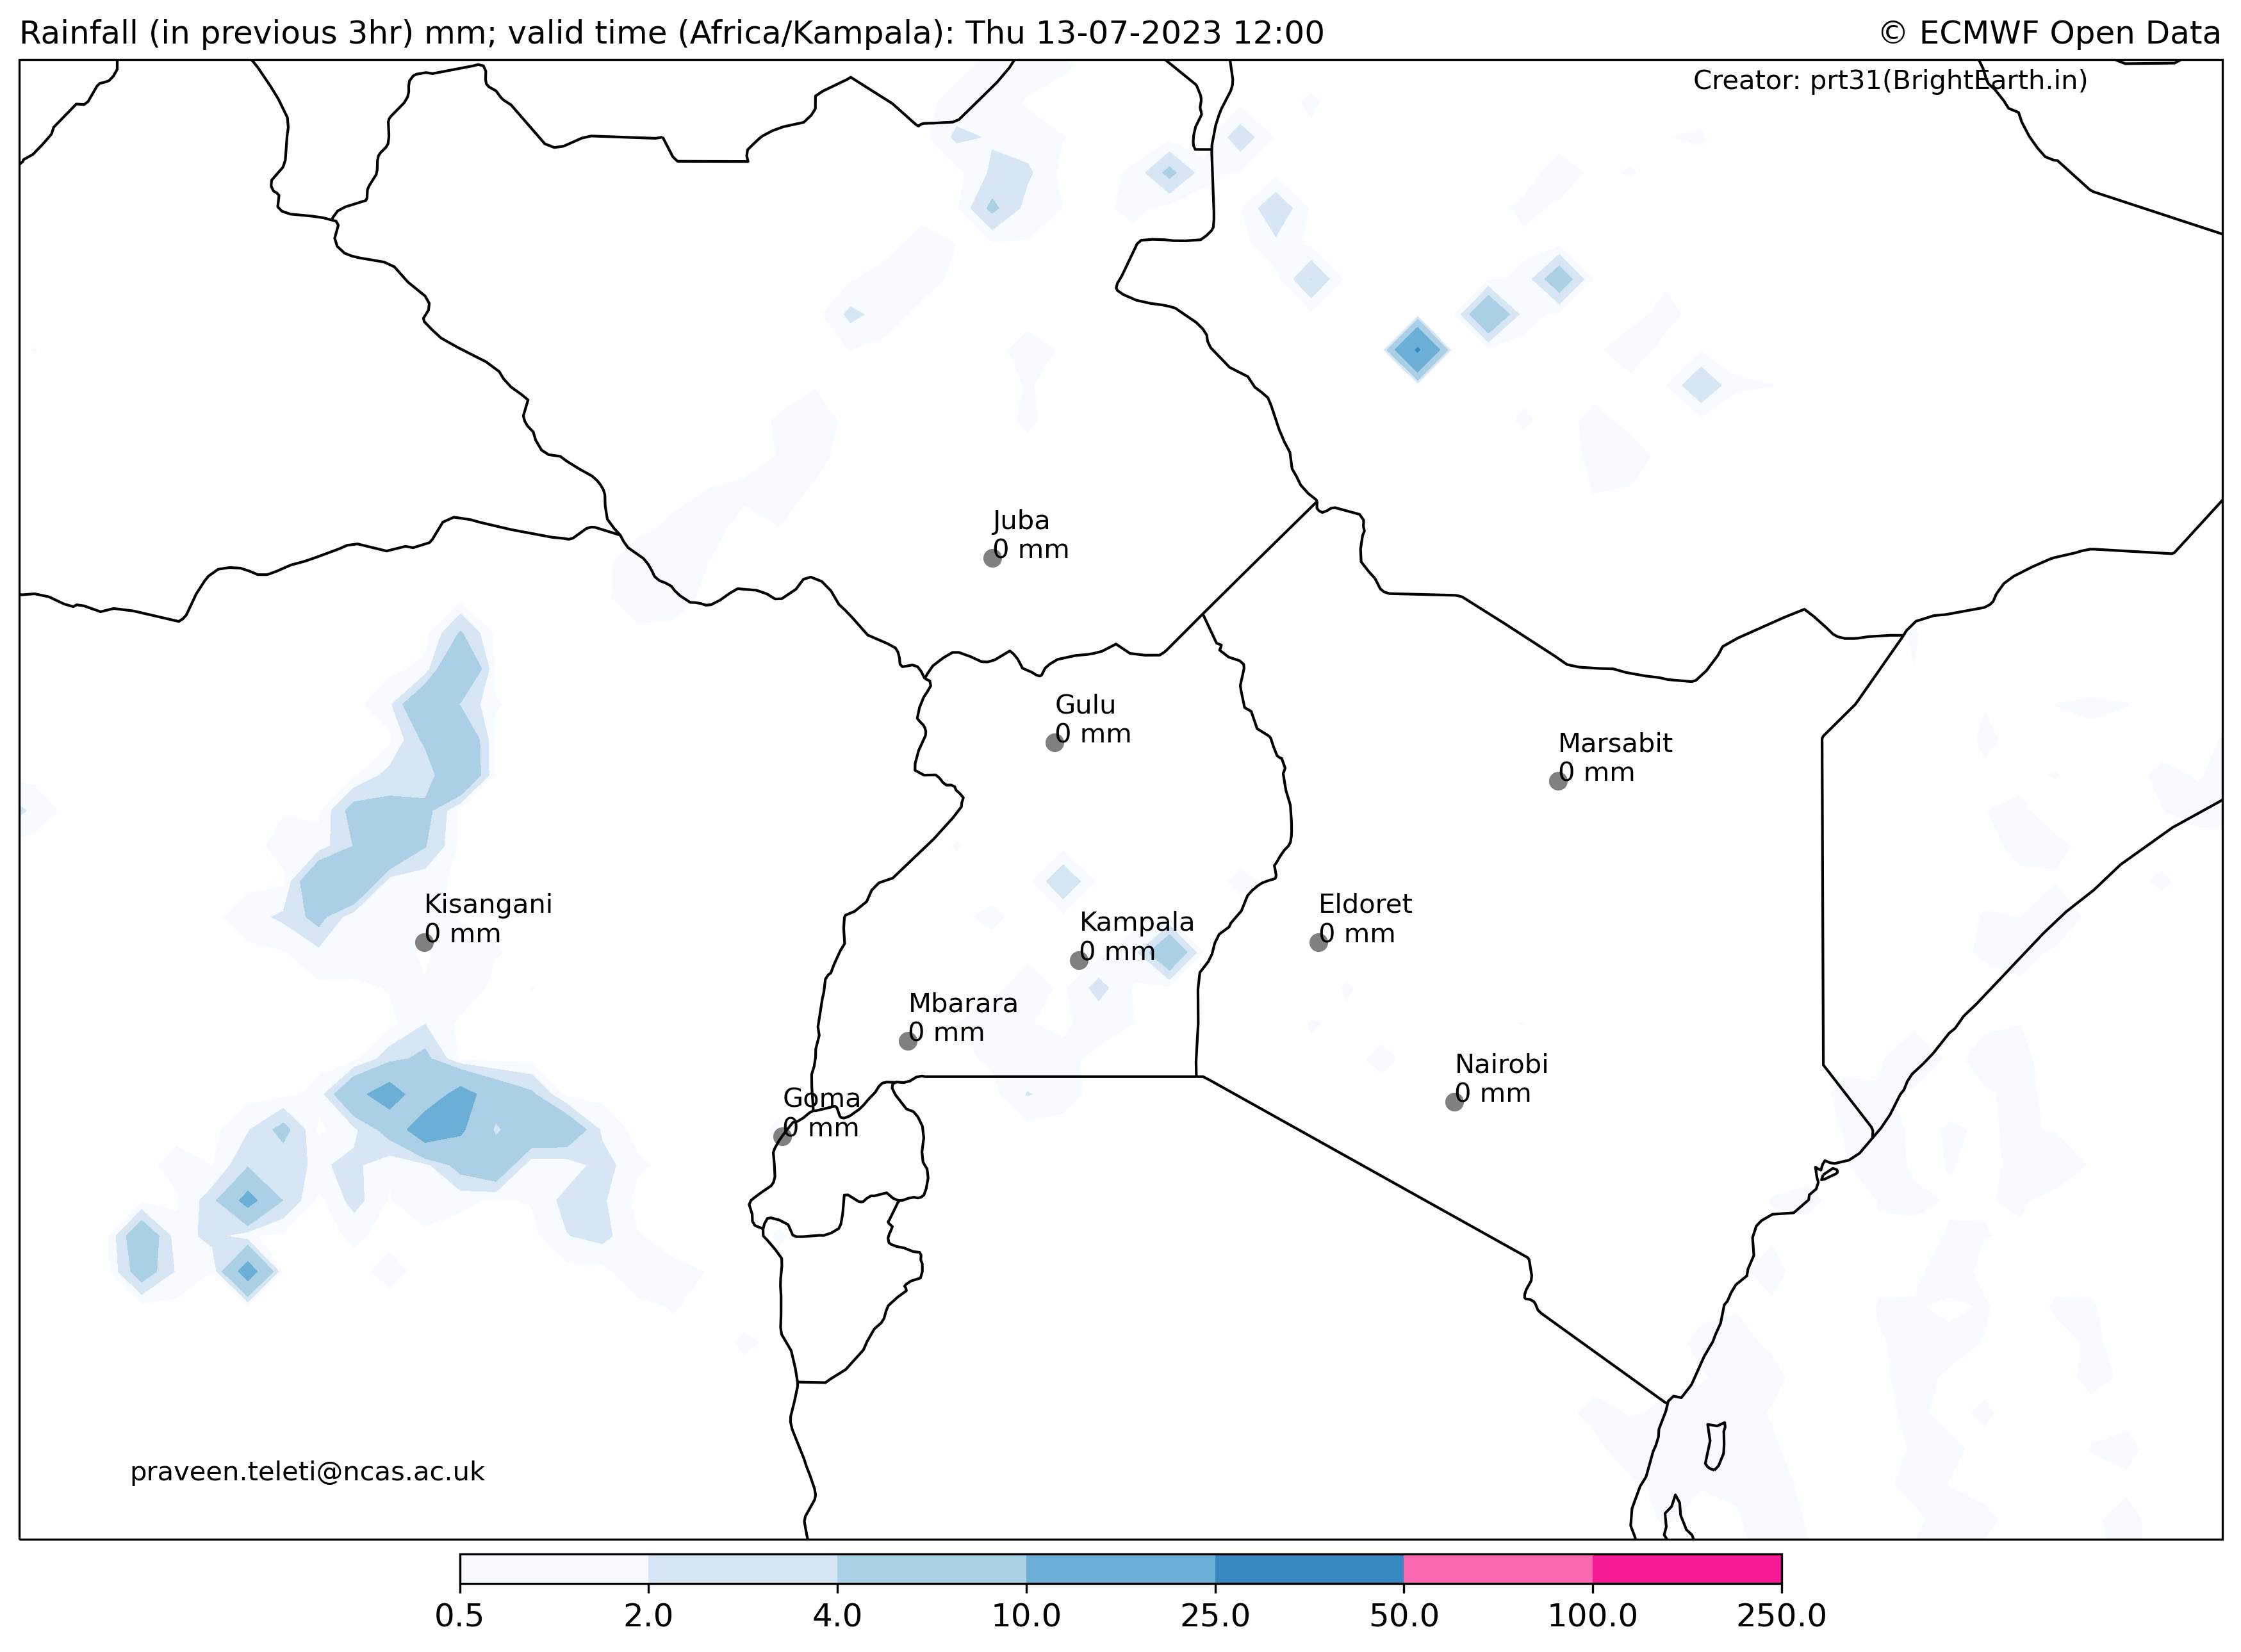 Rainfall (in previous 3hr) mm; valid time (Africa/Kampala): Thu 13-07-2023 12:00
© ECMWF Open Data
Creator: prt31(BrightEarth.in)
Juba
0 mm
Gulu
0 mm
Marsabit
0 mm
Kisangani
0 mm
Kampala
0 mm
Eldoret
0 mm
Mbarara
0 mm
Nairobi
0 mm
Goma
0 mm
praveen.teleti@ncas.ac.uk
0.5 2.0 4.0 10.0 25.0 50.0 100.0 250.0